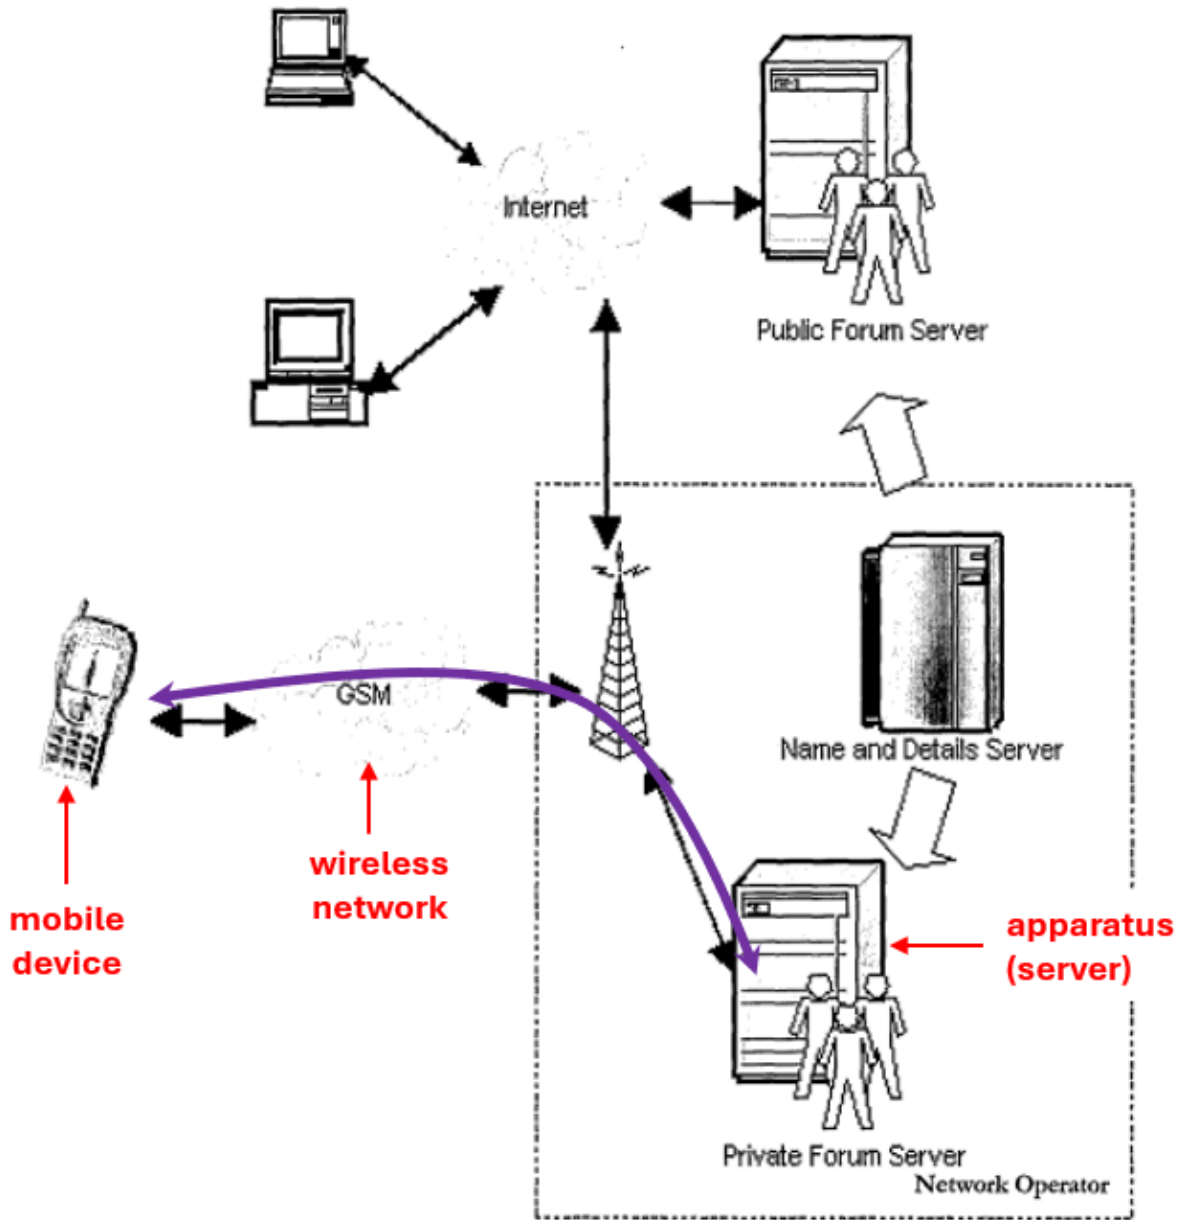 Internet
Public Forum Server
GSM
Name and Details Server
wireless
network
mobile
device
apparatus
(server)
Private Forum Server
Network Operator